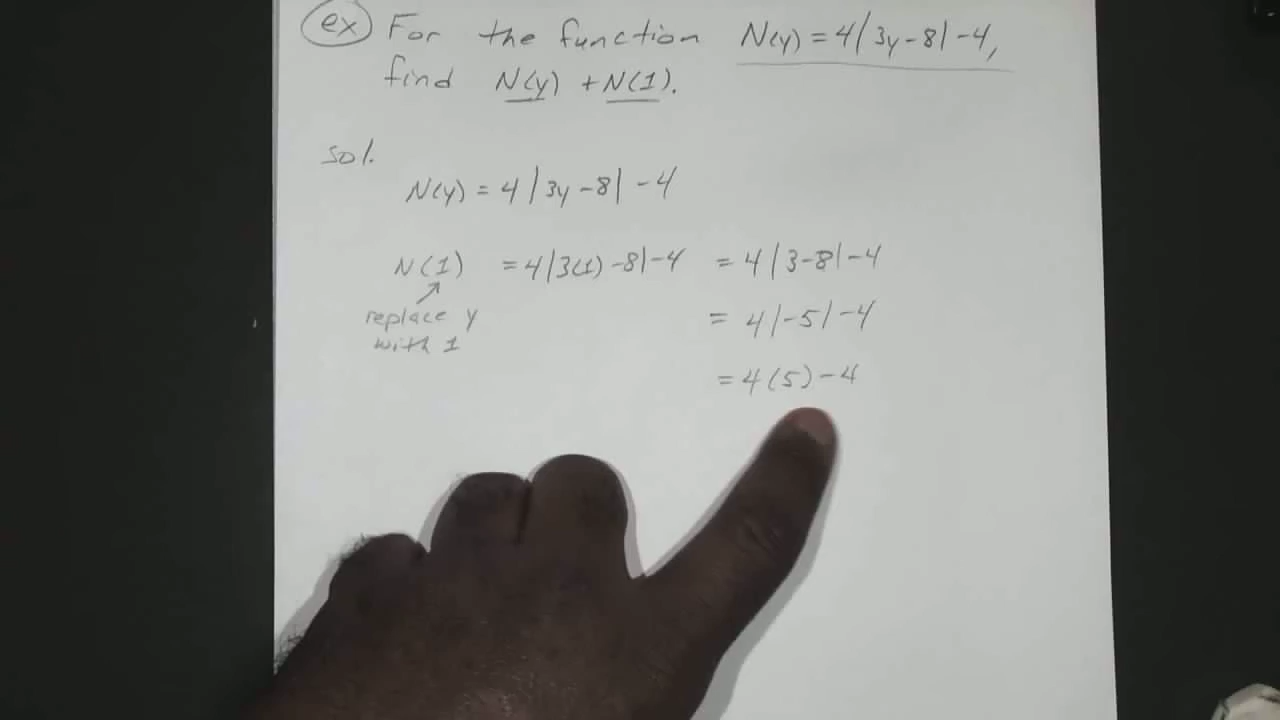 ex) For the function N(y) = 4|3y-8|-4,
find N(y) + N(1).
sol.
N(y) = 4|3y-8|-4
N(1) = 4|3(1)-8|-4 = 4|3-8|-4
replace y
with 1
= 4|-5|-4
= 4(5)-4